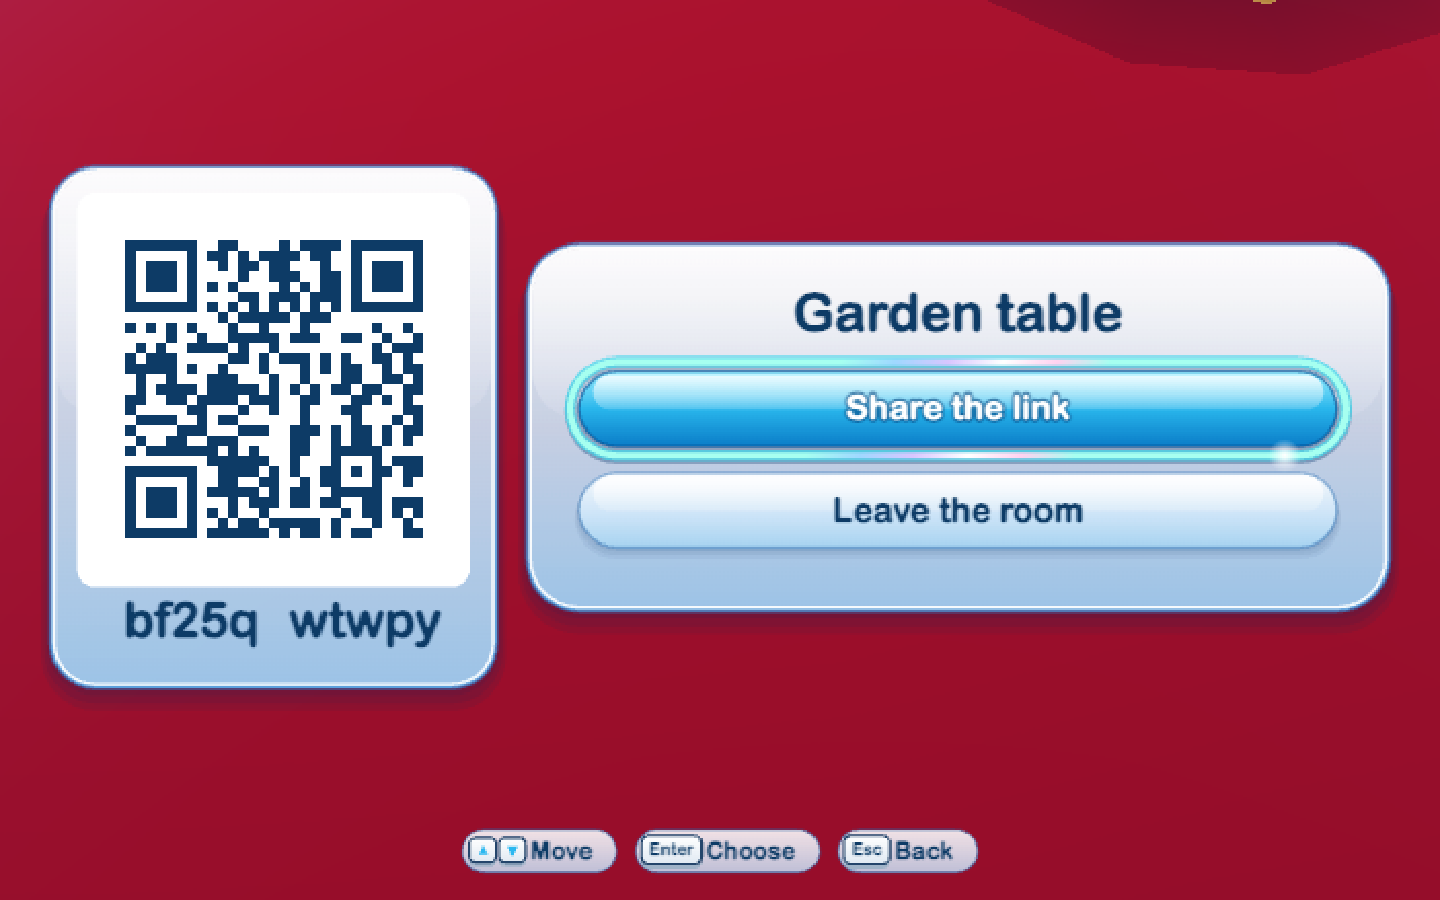 Garden table
Share the link
Leave the room
bf25q wtwpy
▲ ▼ Move
Enter Choose
Esc Back